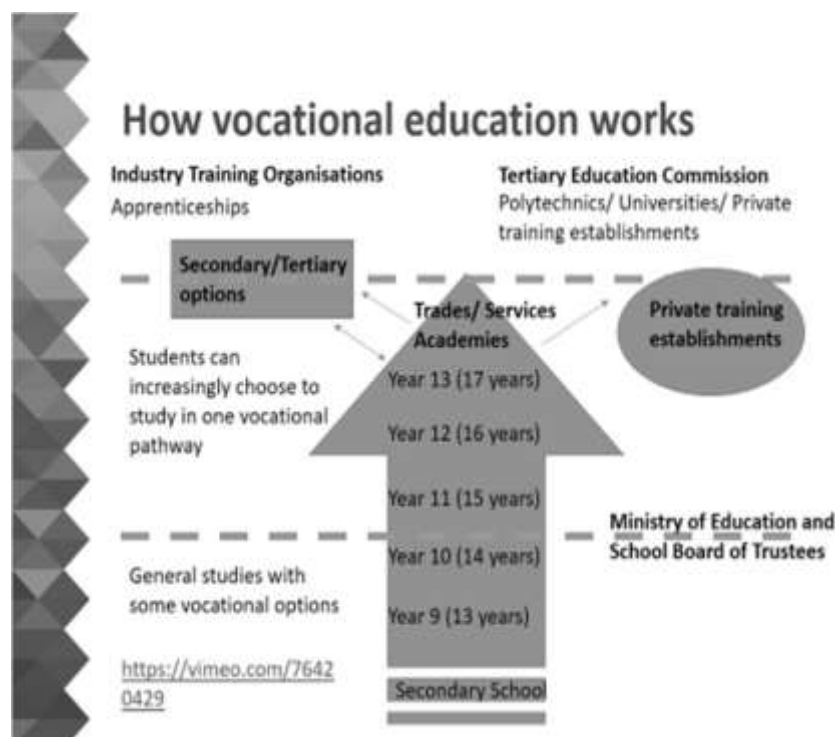 How vocational education works
Industry Training Organisations
Apprenticeships
Tertiary Education Commission
Polytechnics/ Universities/ Private
training establishments
Secondary/Tertiary
options
Trades/ Services
Academies
Private training
establishments
Students can
increasingly choose to
study in one vocational
pathway
Year 13 (17 years)
Year 12 (16 years)
Year 11 (15 years)
Ministry of Education and
School Board of Trustees
Year 10 (14 years)
General studies with
some vocational options
Year 9 (13 years)
https://vimeo.com/7642
0429
Secondary School